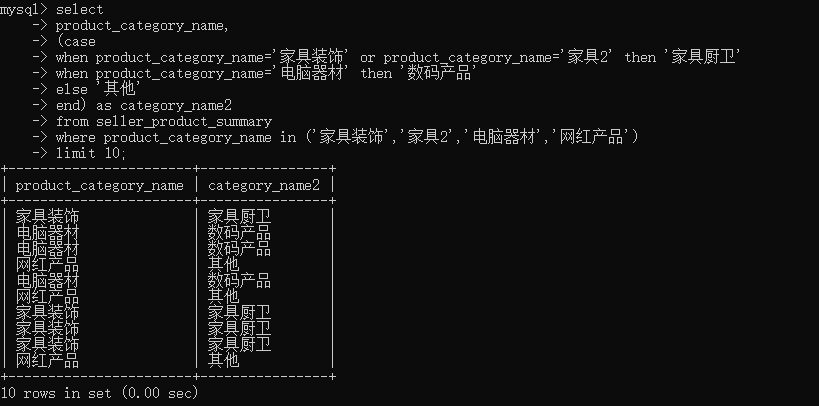 mysql> select
    -> product_category_name,
    -> (case
    -> when product_category_name='家具装饰' or product_category_name='家具2' then '家具厨卫'
    -> when product_category_name='电脑器材' then '数码产品'
    -> else '其他'
    -> end) as category_name2
    -> from seller_product_summary
    -> where product_category_name in ('家具装饰','家具2','电脑器材','网红产品')
    -> limit 10;
+-----------------------+----------------+
| product_category_name | category_name2 |
+-----------------------+----------------+
| 家具装饰 | 家具厨卫 |
| 电脑器材 | 数码产品 |
| 电脑器材 | 数码产品 |
| 网红产品 | 其他 |
| 电脑器材 | 数码产品 |
| 网红产品 | 其他 |
| 家具装饰 | 家具厨卫 |
| 家具装饰 | 家具厨卫 |
| 家具装饰 | 家具厨卫 |
| 网红产品 | 其他 |
+-----------------------+----------------+
10 rows in set (0.00 sec)